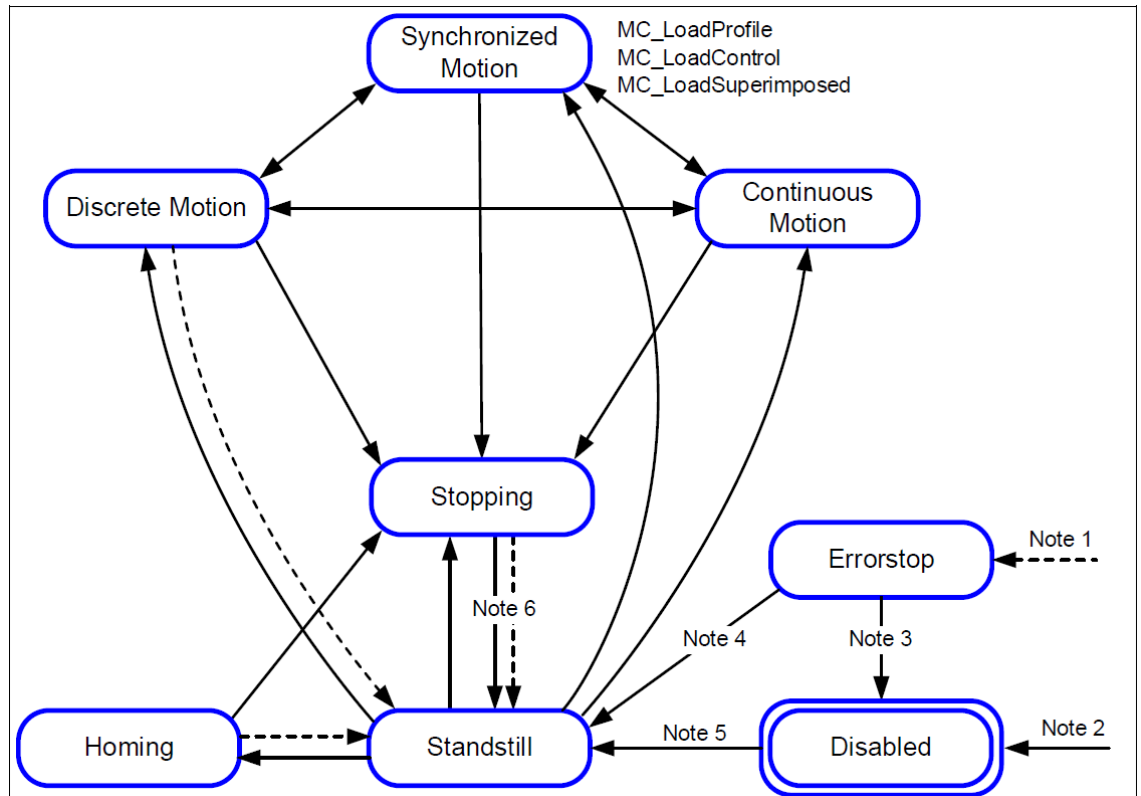 Synchronized
Motion
MC_LoadProfile
MC_LoadControl
MC_LoadSuperimposed
Discrete Motion
Continuous
Motion
Stopping
Errorstop
Note 1
Note 6
Note 4
Note 3
Homing
Standstill
Note 5
Disabled
Note 2